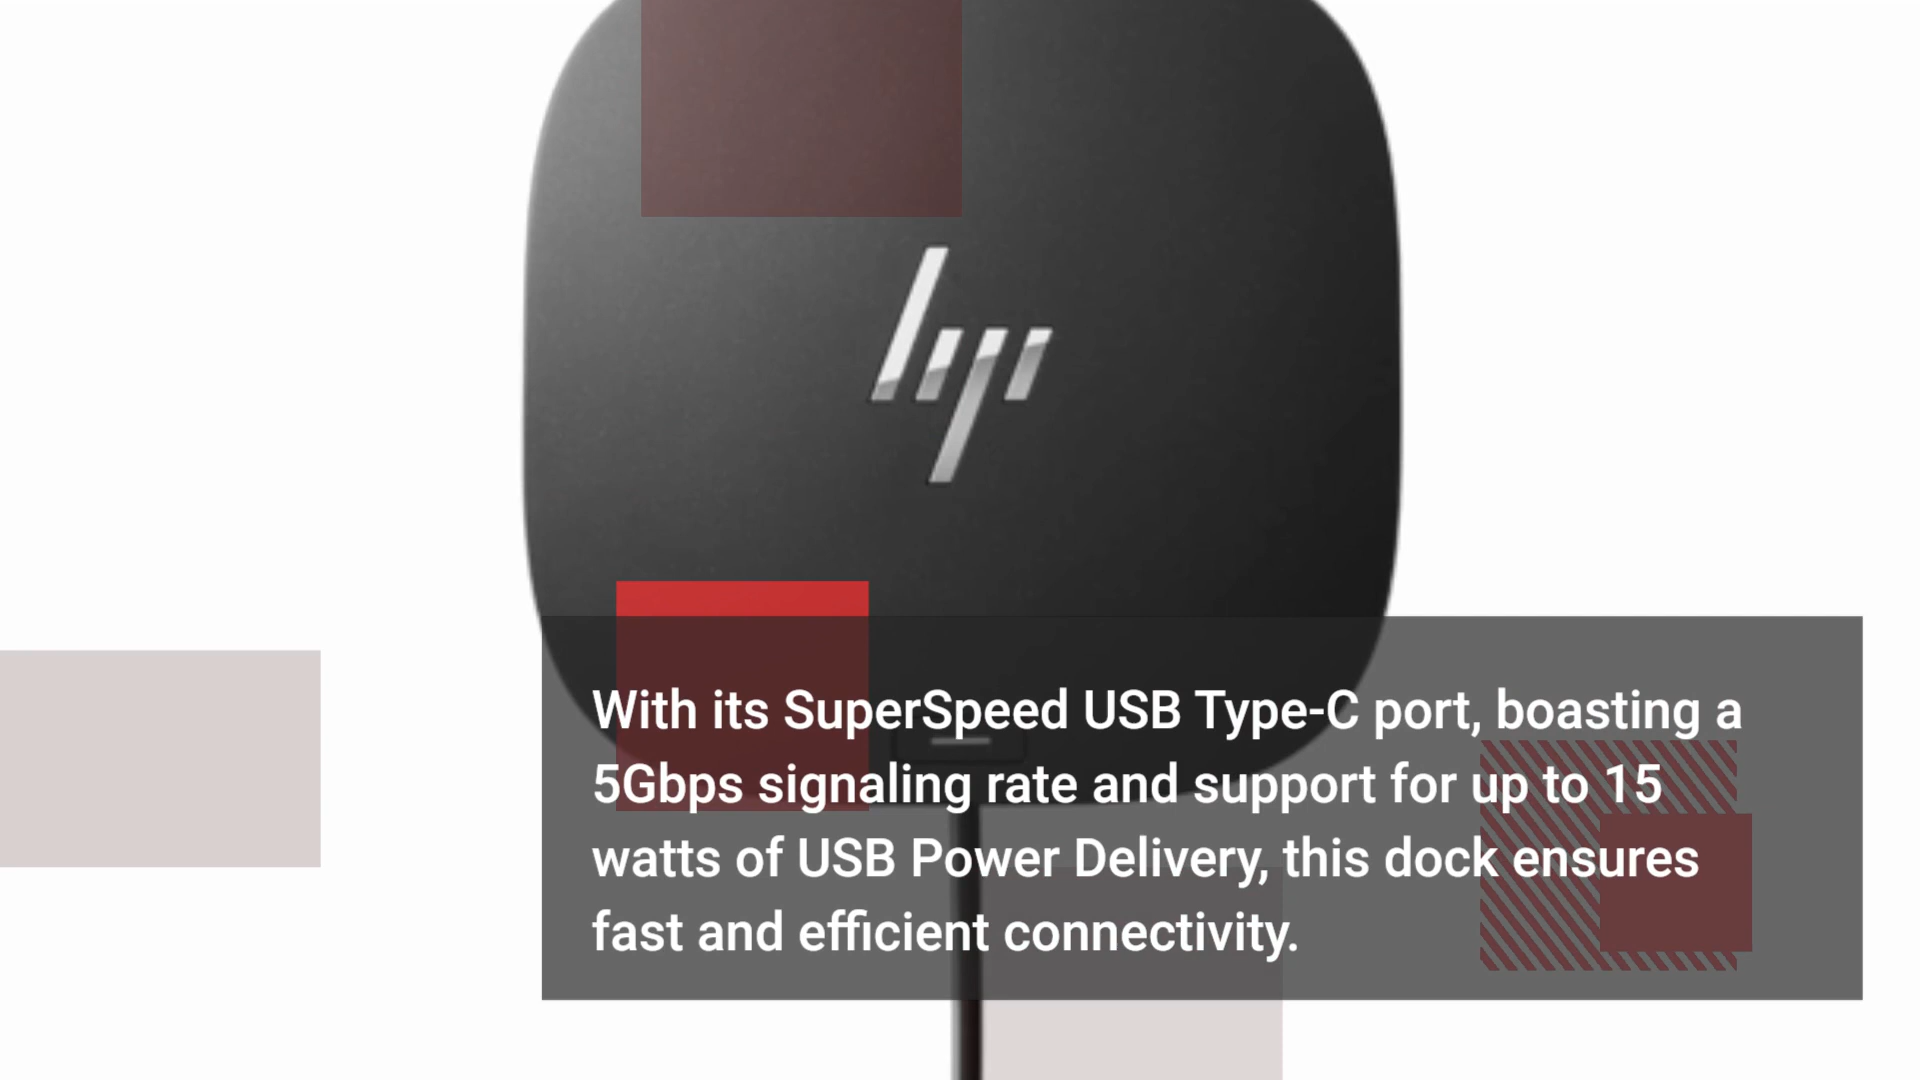 hp
With its SuperSpeed USB Type-C port, boasting a
5Gbps signaling rate and support for up to 15
watts of USB Power Delivery, this dock ensures
fast and efficient connectivity.